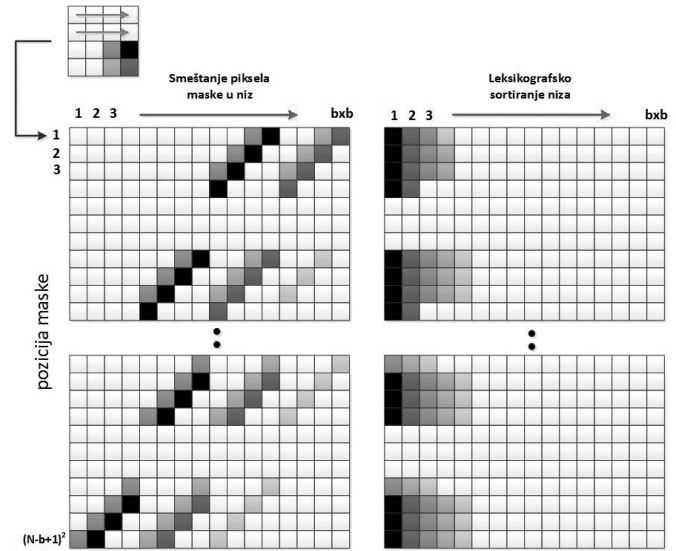 Smeštanje piksela
maske u niz
Leksikografsko
sortiranje niza
1 2 3 bxb
1 2 3 bxb
1
2
3
pozicija maske
(N-b+1)²